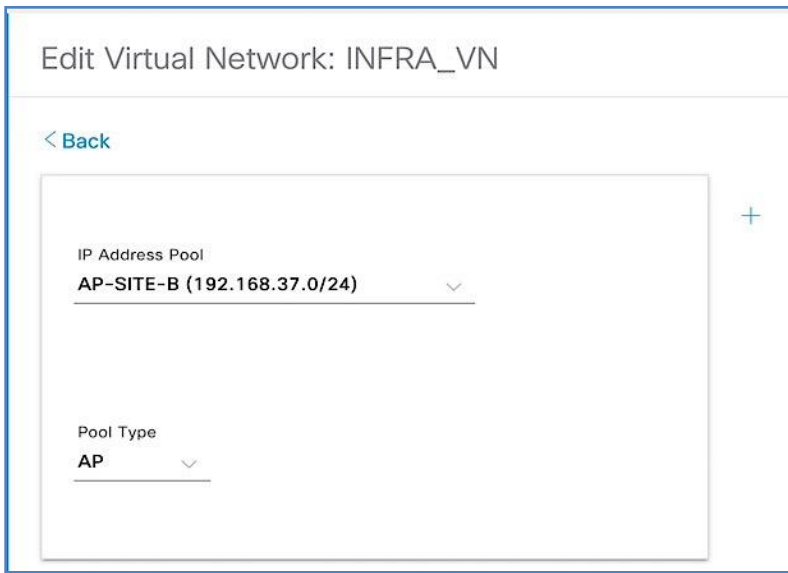 Edit Virtual Network: INFRA_VN
< Back
IP Address Pool
AP-SITE-B (192.168.37.0/24)
Pool Type
AP